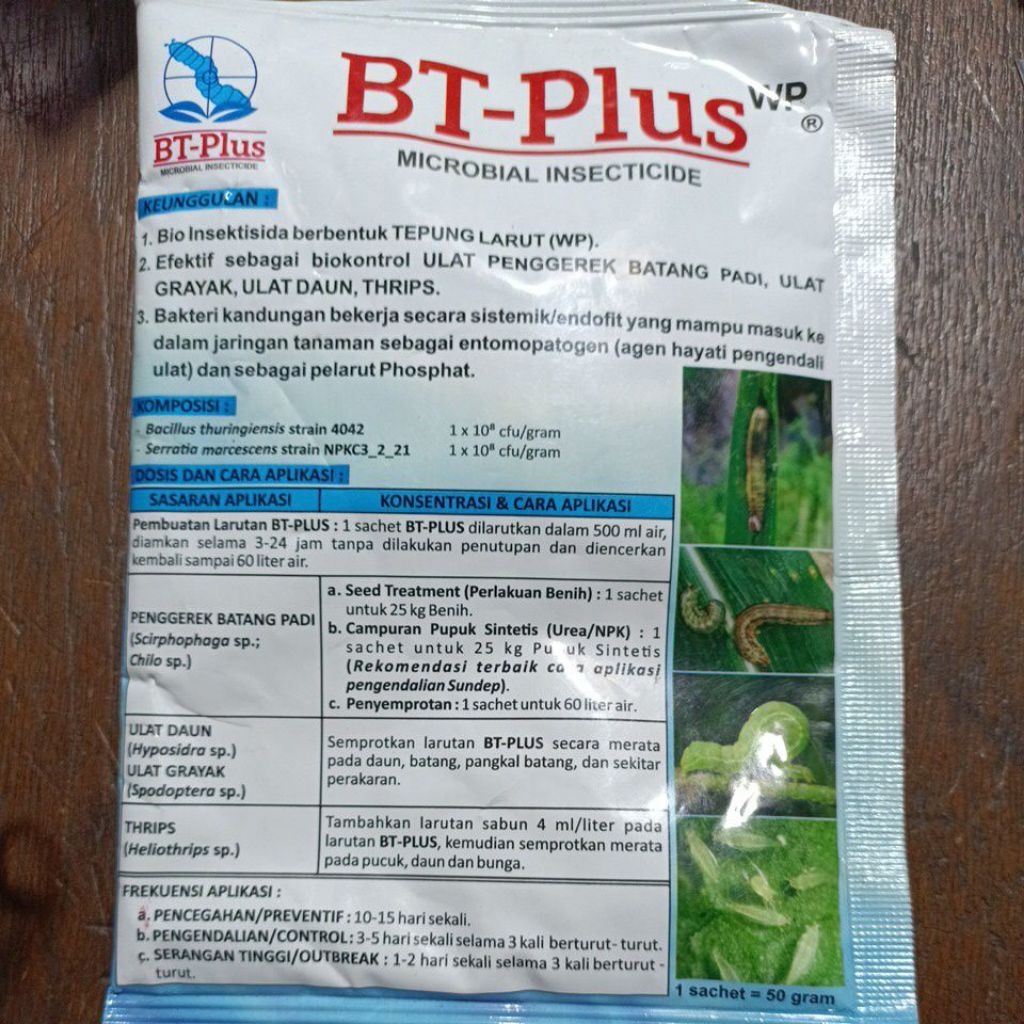 BT-Plus
MICROBIAL INSECTICIDE
BT-Plus WP ®
MICROBIAL INSECTICIDE
KEUNGGULAN :
1. Bio Insektisida berbentuk TEPUNG LARUT (WP).
2. Efektif sebagai biokontrol ULAT PENGGEREK BATANG PADI, ULAT
GRAYAK, ULAT DAUN, THRIPS.
3. Bakteri kandungan bekerja secara sistemik/endofit yang mampu masuk ke
dalam jaringan tanaman sebagai entomopatogen (agen hayati pengendali
ulat) dan sebagai pelarut Phosphat.
KOMPOSISI :
- Bacillus thuringiensis strain 4042 1 x 10⁸ cfu/gram
- Serratia marcescens strain NPKC3_2_21 1 x 10⁸ cfu/gram
DOSIS DAN CARA APLIKASI :
SASARAN APLIKASI KONSENTRASI & CARA APLIKASI
Pembuatan Larutan BT-PLUS : 1 sachet BT-PLUS dilarutkan dalam 500 ml air,
diamkan selama 3-24 jam tanpa dilakukan penutupan dan diencerkan
kembali sampai 60 liter air.
PENGGEREK BATANG PADI
(Scirphophaga sp.;
Chilo sp.)
a. Seed Treatment (Perlakuan Benih) : 1 sachet
untuk 25 kg Benih.
b. Campuran Pupuk Sintetis (Urea/NPK) : 1
sachet untuk 25 kg Pupuk Sintetis
(Rekomendasi terbaik cara aplikasi
pengendalian Sundep).
c. Penyemprotan : 1 sachet untuk 60 liter air.
ULAT DAUN
(Hyposidra sp.)
ULAT GRAYAK
(Spodoptera sp.)
Semprotkan larutan BT-PLUS secara merata
pada daun, batang, pangkal batang, dan sekitar
perakaran.
THRIPS
(Heliothrips sp.)
Tambahkan larutan sabun 4 ml/liter pada
larutan BT-PLUS, kemudian semprotkan merata
pada pucuk, daun dan bunga.
FREKUENSI APLIKASI :
a. PENCEGAHAN/PREVENTIF : 10-15 hari sekali.
b. PENGENDALIAN/CONTROL: 3-5 hari sekali selama 3 kali berturut- turut.
c. SERANGAN TINGGI/OUTBREAK : 1-2 hari sekali selama 3 kali berturut -
turut.
1 sachet = 50 gram